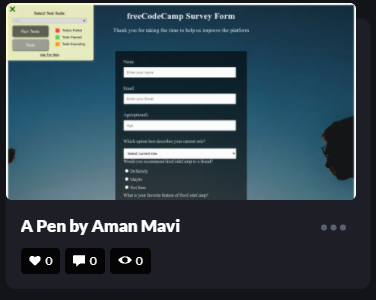 Select Test Suite:
Run Tests
Tests
Tests Failed
Tests Passed
Tests Executing
freeCodeCamp Survey Form
Thank you for taking the time to help us improve the platform
Name
Enter your name
Email
Enter your Email
Age(optional)
Age
Which option best describes your current role?
Select current role
Would you recommend freeCodeCamp to a friend?
Definitely
Maybe
Not Sure
What is your favorite feature of freeCodeCamp?
A Pen by Aman Mavi
0
0
0